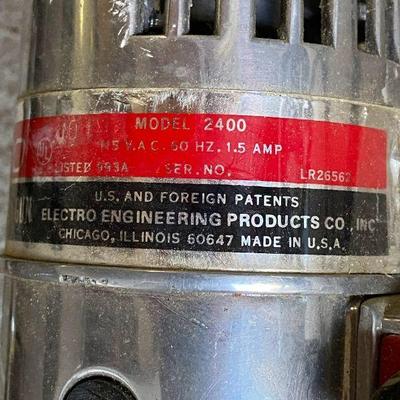 MODEL 2400
115 V.A.C. 60 HZ. 1.5 AMP
LISTED 993A SER. NO. LR26562
U.S. AND FOREIGN PATENTS
ELECTRO ENGINEERING PRODUCTS CO., INC
CHICAGO, ILLINOIS 60647 MADE IN U.S.A.